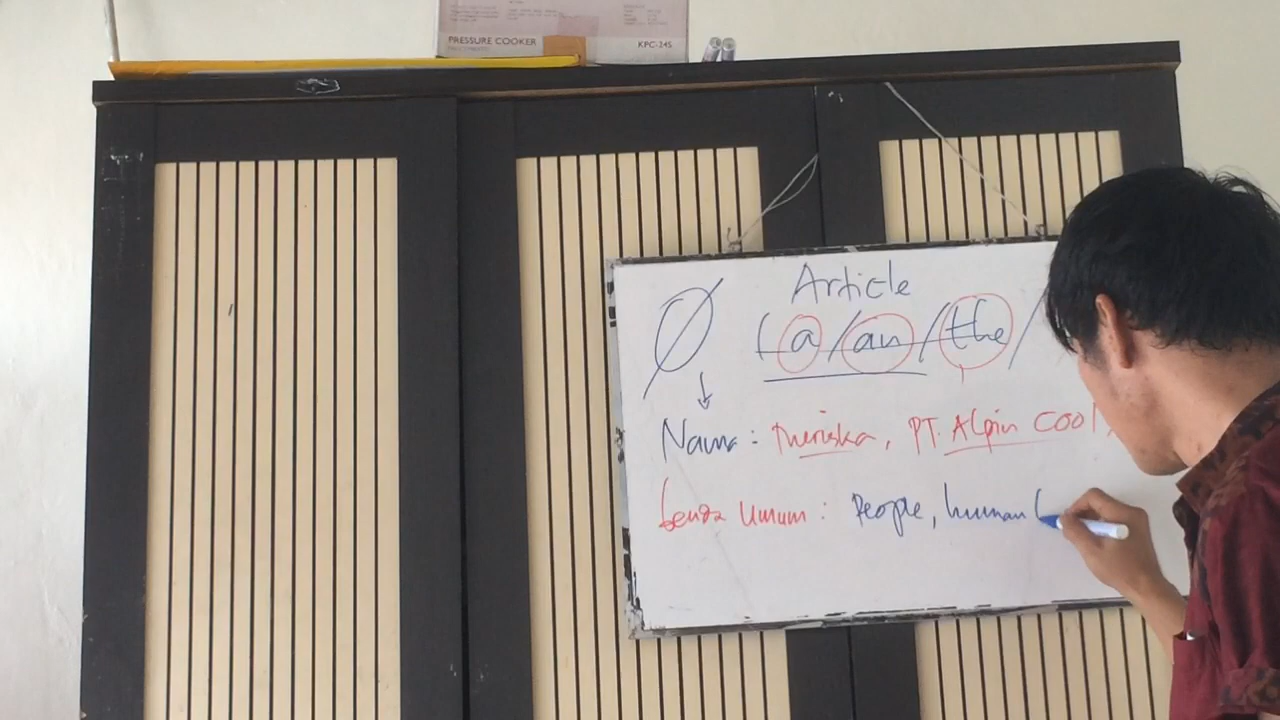 PRESSURE COOKER
KPC-24S
Article
Ø (a/an/the/
Nama: theriska, PT. Alpin Cool
benda Umum: People, human